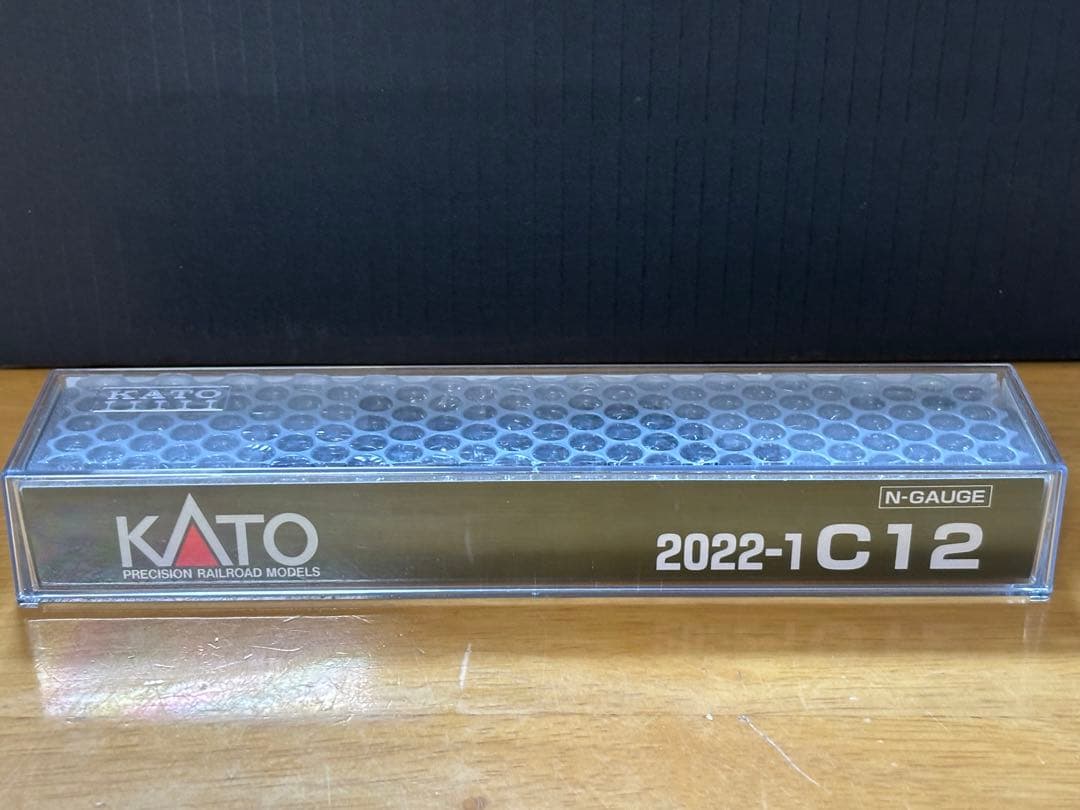 KATO
N-GAUGE
KATO
2022-1 C12
PRECISION RAILROAD MODELS